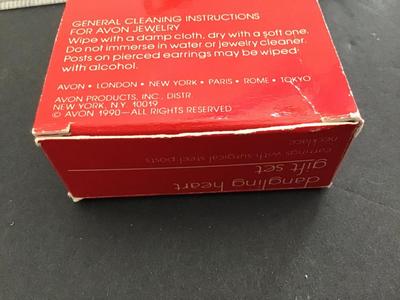 GENERAL CLEANING INSTRUCTIONS
FOR AVON JEWELRY
Wipe with a damp cloth, dry with a soft one.
Do not immerse in water or jewelry cleaner.
Posts on pierced earrings may be wiped
with alcohol.
AVON • LONDON • NEW YORK • PARIS • ROME • TOKYO
AVON PRODUCTS, INC., DISTR.
NEW YORK, N.Y. 10019
© AVON 1990—ALL RIGHTS RESERVED
dangling heart
gift set
earrings with surgical steel posts
necklace